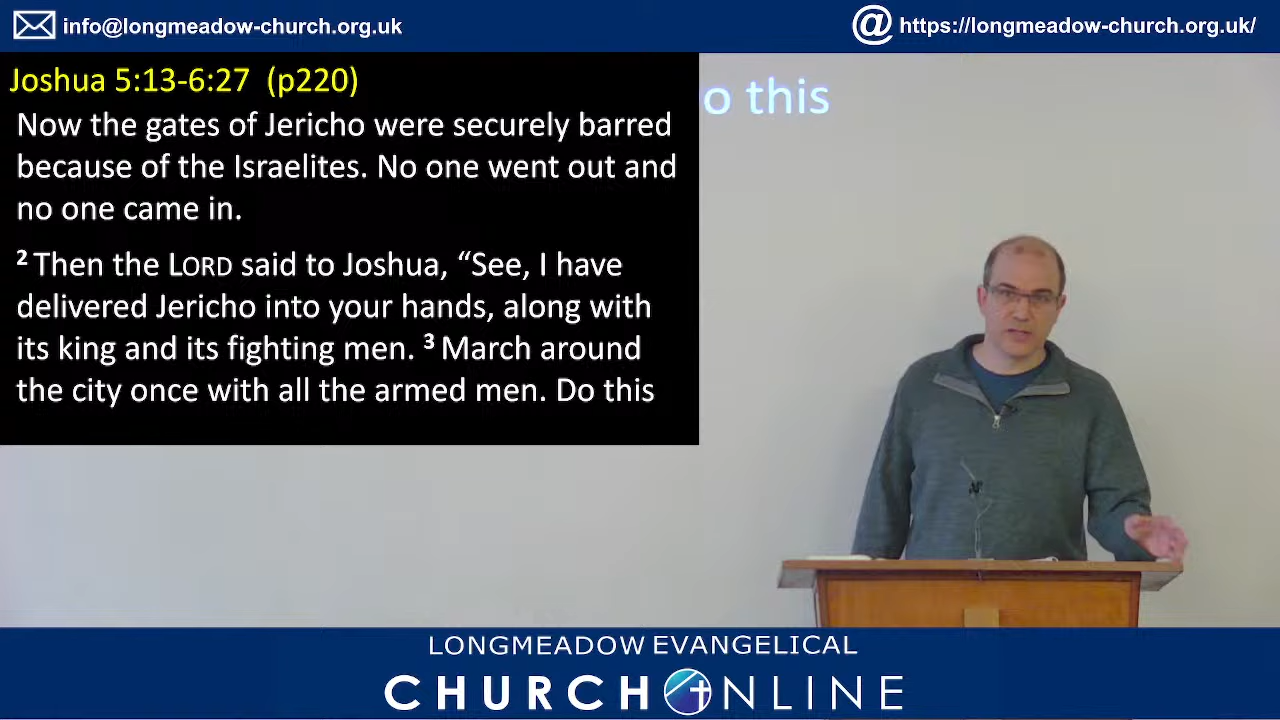 info@longmeadow-church.org.uk
@ https://longmeadow-church.org.uk/
Joshua 5:13-6:27 (p220)
Now the gates of Jericho were securely barred
because of the Israelites. No one went out and
no one came in.
² Then the LORD said to Joshua, “See, I have
delivered Jericho into your hands, along with
its king and its fighting men. ³ March around
the city once with all the armed men. Do this
o this
LONGMEADOW EVANGELICAL
CHURCH ONLINE